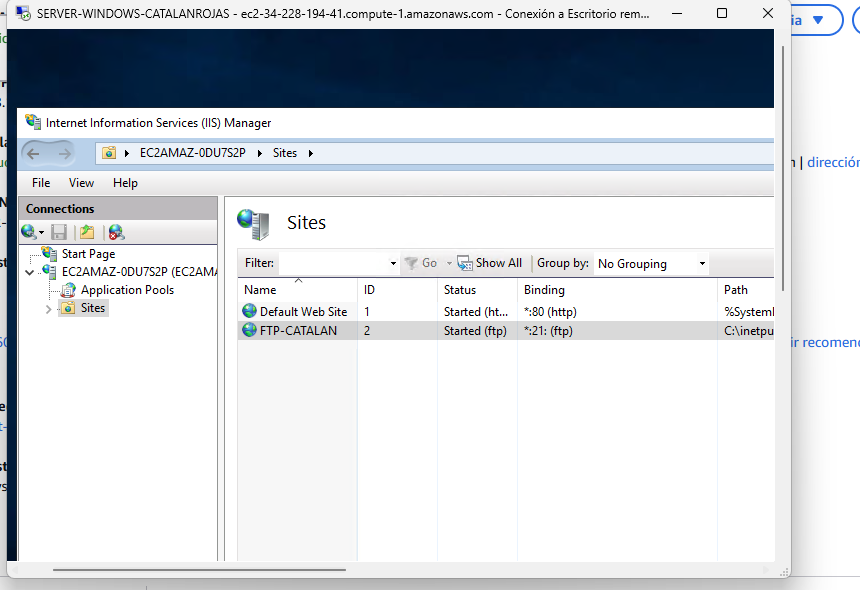 SERVER-WINDOWS-CATALANROJAS - ec2-34-228-194-41.compute-1.amazonaws.com - Conexión a Escritorio rem...
ia
Internet Information Services (IIS) Manager
EC2AMAZ-0DU7S2P Sites
File View Help
| dirección
Connections
Sites
Start Page
Filter: Go Show All Group by: No Grouping
EC2AMAZ-0DU7S2P (EC2AMA
Application Pools
Sites
Name ID Status Binding Path
Default Web Site 1 Started (ht... *:80 (http) %System
FTP-CATALAN 2 Started (ftp) *:21: (ftp) C:\inetpu
ir recomen